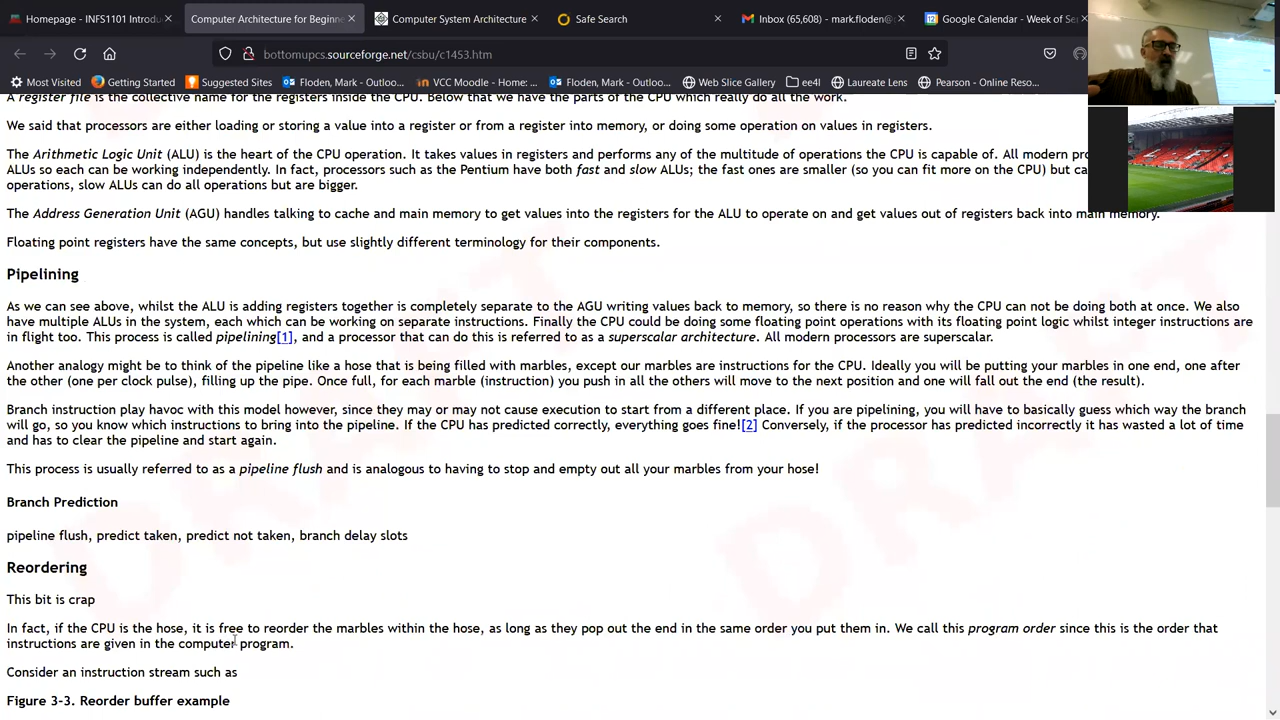 Homepage - INFS1101 Introdu
Computer Architecture for Beginne
Computer System Architecture
Safe Search
Inbox (65,608) - mark.floden@
Google Calendar - Week of Se
bottomupcs.sourceforge.net/csbu/c1453.htm
Most Visited
Getting Started
Suggested Sites
Floden, Mark - Outloo...
VCC Moodle - Home: ...
Floden, Mark - Outloo...
Web Slice Gallery
ee4l
Laureate Lens
Pearson - Online Reso...
A register file is the collective name for the registers inside the CPU. Below that we have the parts of the CPU which really do all the work.
We said that processors are either loading or storing a value into a register or from a register into memory, or doing some operation on values in registers.
The Arithmetic Logic Unit (ALU) is the heart of the CPU operation. It takes values in registers and performs any of the multitude of operations the CPU is capable of. All modern pro
ALUs so each can be working independently. In fact, processors such as the Pentium have both fast and slow ALUs; the fast ones are smaller (so you can fit more on the CPU) but ca
operations, slow ALUs can do all operations but are bigger.
The Address Generation Unit (AGU) handles talking to cache and main memory to get values into the registers for the ALU to operate on and get values out of registers back into main memory.
Floating point registers have the same concepts, but use slightly different terminology for their components.
Pipelining
As we can see above, whilst the ALU is adding registers together is completely separate to the AGU writing values back to memory, so there is no reason why the CPU can not be doing both at once. We also
have multiple ALUs in the system, each which can be working on separate instructions. Finally the CPU could be doing some floating point operations with its floating point logic whilst integer instructions are
in flight too. This process is called pipelining[1], and a processor that can do this is referred to as a superscalar architecture. All modern processors are superscalar.
Another analogy might be to think of the pipeline like a hose that is being filled with marbles, except our marbles are instructions for the CPU. Ideally you will be putting your marbles in one end, one after
the other (one per clock pulse), filling up the pipe. Once full, for each marble (instruction) you push in all the others will move to the next position and one will fall out the end (the result).
Branch instruction play havoc with this model however, since they may or may not cause execution to start from a different place. If you are pipelining, you will have to basically guess which way the branch
will go, so you know which instructions to bring into the pipeline. If the CPU has predicted correctly, everything goes fine![2] Conversely, if the processor has predicted incorrectly it has wasted a lot of time
and has to clear the pipeline and start again.
This process is usually referred to as a pipeline flush and is analogous to having to stop and empty out all your marbles from your hose!
Branch Prediction
pipeline flush, predict taken, predict not taken, branch delay slots
Reordering
This bit is crap
In fact, if the CPU is the hose, it is free to reorder the marbles within the hose, as long as they pop out the end in the same order you put them in. We call this program order since this is the order that
instructions are given in the computer program.
Consider an instruction stream such as
Figure 3-3. Reorder buffer example
DRAFT
DRAFT